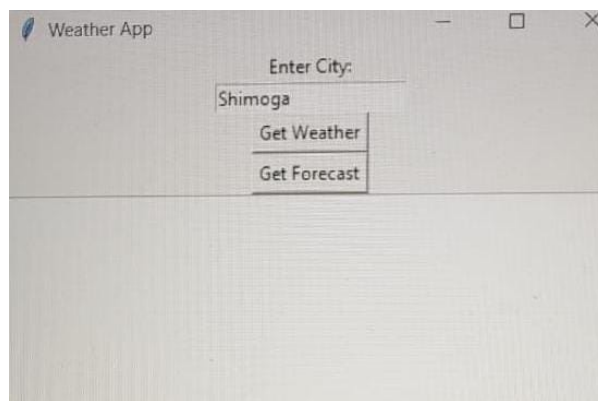 Weather App
Enter City:
Shimoga
Get Weather
Get Forecast